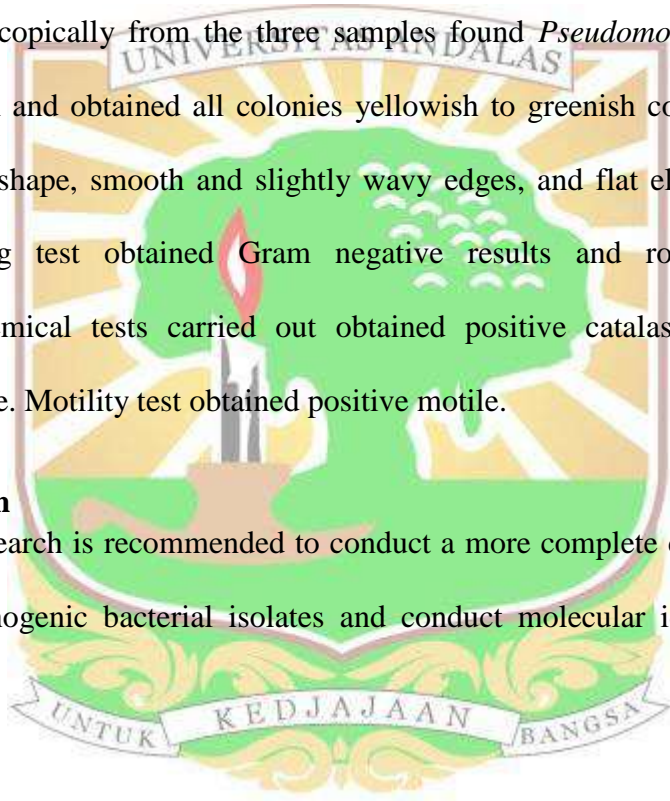 copically from the three samples found Pseudomo
UNIVERSITAS ANDALAS
and obtained all colonies yellowish to greenish co
shape, smooth and slightly wavy edges, and flat el
g test obtained Gram negative results and ro
mical tests carried out obtained positive catalas
e. Motility test obtained positive motile.
n
earch is recommended to conduct a more complete
nogenic bacterial isolates and conduct molecular i
UNTUK KEDJAJAAN BANGSA